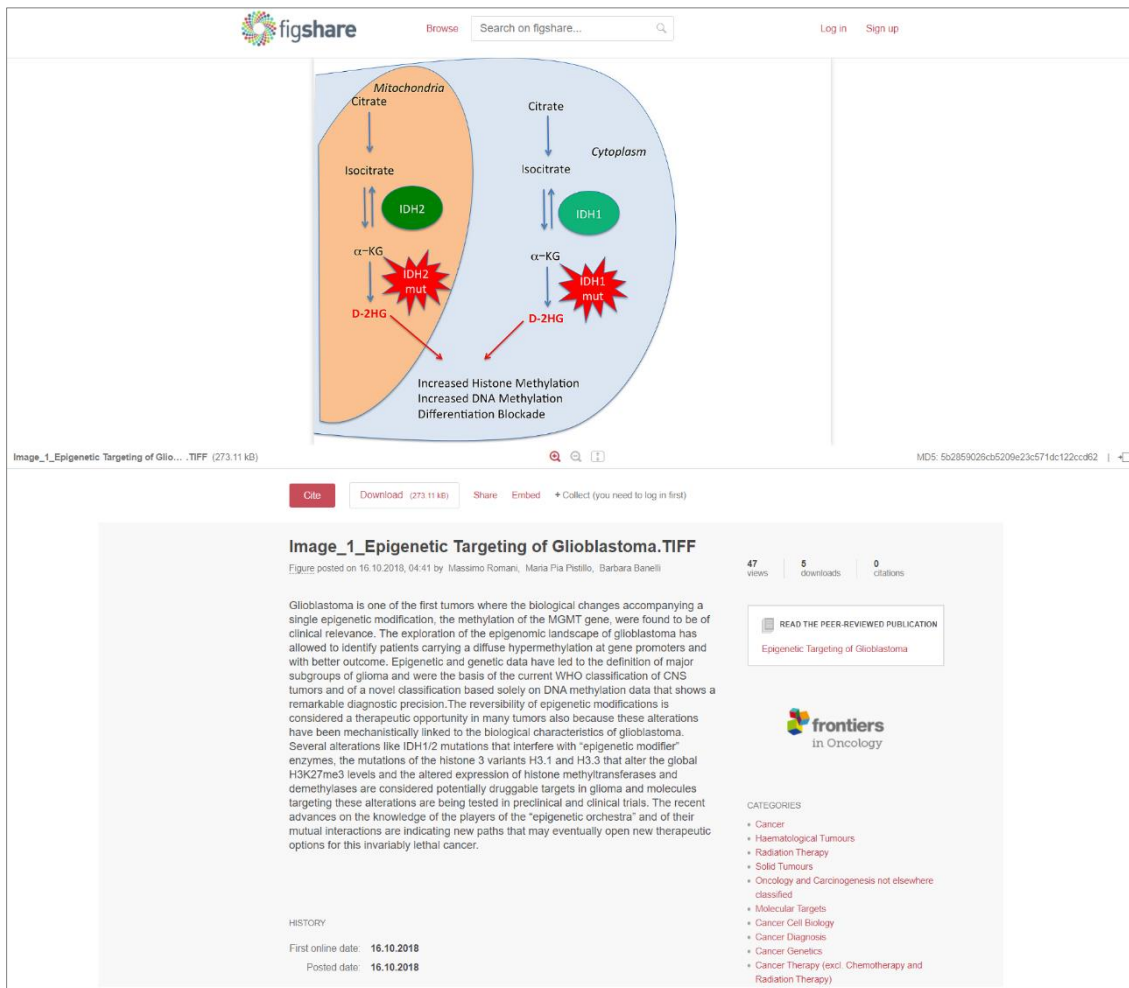 figshare
Browse
Search on figshare...
Log in
Sign up
Mitochondria
Citrate
Citrate
Cytoplasm
Isocitrate
Isocitrate
IDH2
IDH1
α-KG
α-KG
IDH2
mut
IDH1
mut
D-2HG
D-2HG
Increased Histone Methylation
Increased DNA Methylation
Differentiation Blockade
Image_1_Epigenetic Targeting of Glio... .TIFF (273.11 kB)
MD5: 5b2859026cb5209e23c571dc122ccd62 |
Cite
Download (273.11 kB)
Share
Embed
+ Collect (you need to log in first)
Image_1_Epigenetic Targeting of Glioblastoma.TIFF
Figure posted on 16.10.2018, 04:41 by Massimo Romani, Maria Pia Pistillo, Barbara Banelli
Glioblastoma is one of the first tumors where the biological changes accompanying a
single epigenetic modification, the methylation of the MGMT gene, were found to be of
clinical relevance. The exploration of the epigenomic landscape of glioblastoma has
allowed to identify patients carrying a diffuse hypermethylation at gene promoters and
with better outcome. Epigenetic and genetic data have led to the definition of major
subgroups of glioma and were the basis of the current WHO classification of CNS
tumors and of a novel classification based solely on DNA methylation data that shows a
remarkable diagnostic precision.The reversibility of epigenetic modifications is
considered a therapeutic opportunity in many tumors also because these alterations
have been mechanistically linked to the biological characteristics of glioblastoma.
Several alterations like IDH1/2 mutations that interfere with “epigenetic modifier”
enzymes, the mutations of the histone 3 variants H3.1 and H3.3 that alter the global
H3K27me3 levels and the altered expression of histone methyltransferases and
demethylases are considered potentially druggable targets in glioma and molecules
targeting these alterations are being tested in preclinical and clinical trials. The recent
advances on the knowledge of the players of the “epigenetic orchestra” and of their
mutual interactions are indicating new paths that may eventually open new therapeutic
options for this invariably lethal cancer.
HISTORY
First online date: 16.10.2018
Posted date: 16.10.2018
47
views
5
downloads
0
citations
READ THE PEER-REVIEWED PUBLICATION
Epigenetic Targeting of Glioblastoma
frontiers
in Oncology
CATEGORIES
• Cancer
• Haematological Tumours
• Radiation Therapy
• Solid Tumours
• Oncology and Carcinogenesis not elsewhere
classified
• Molecular Targets
• Cancer Cell Biology
• Cancer Diagnosis
• Cancer Genetics
• Cancer Therapy (excl. Chemotherapy and
Radiation Therapy)